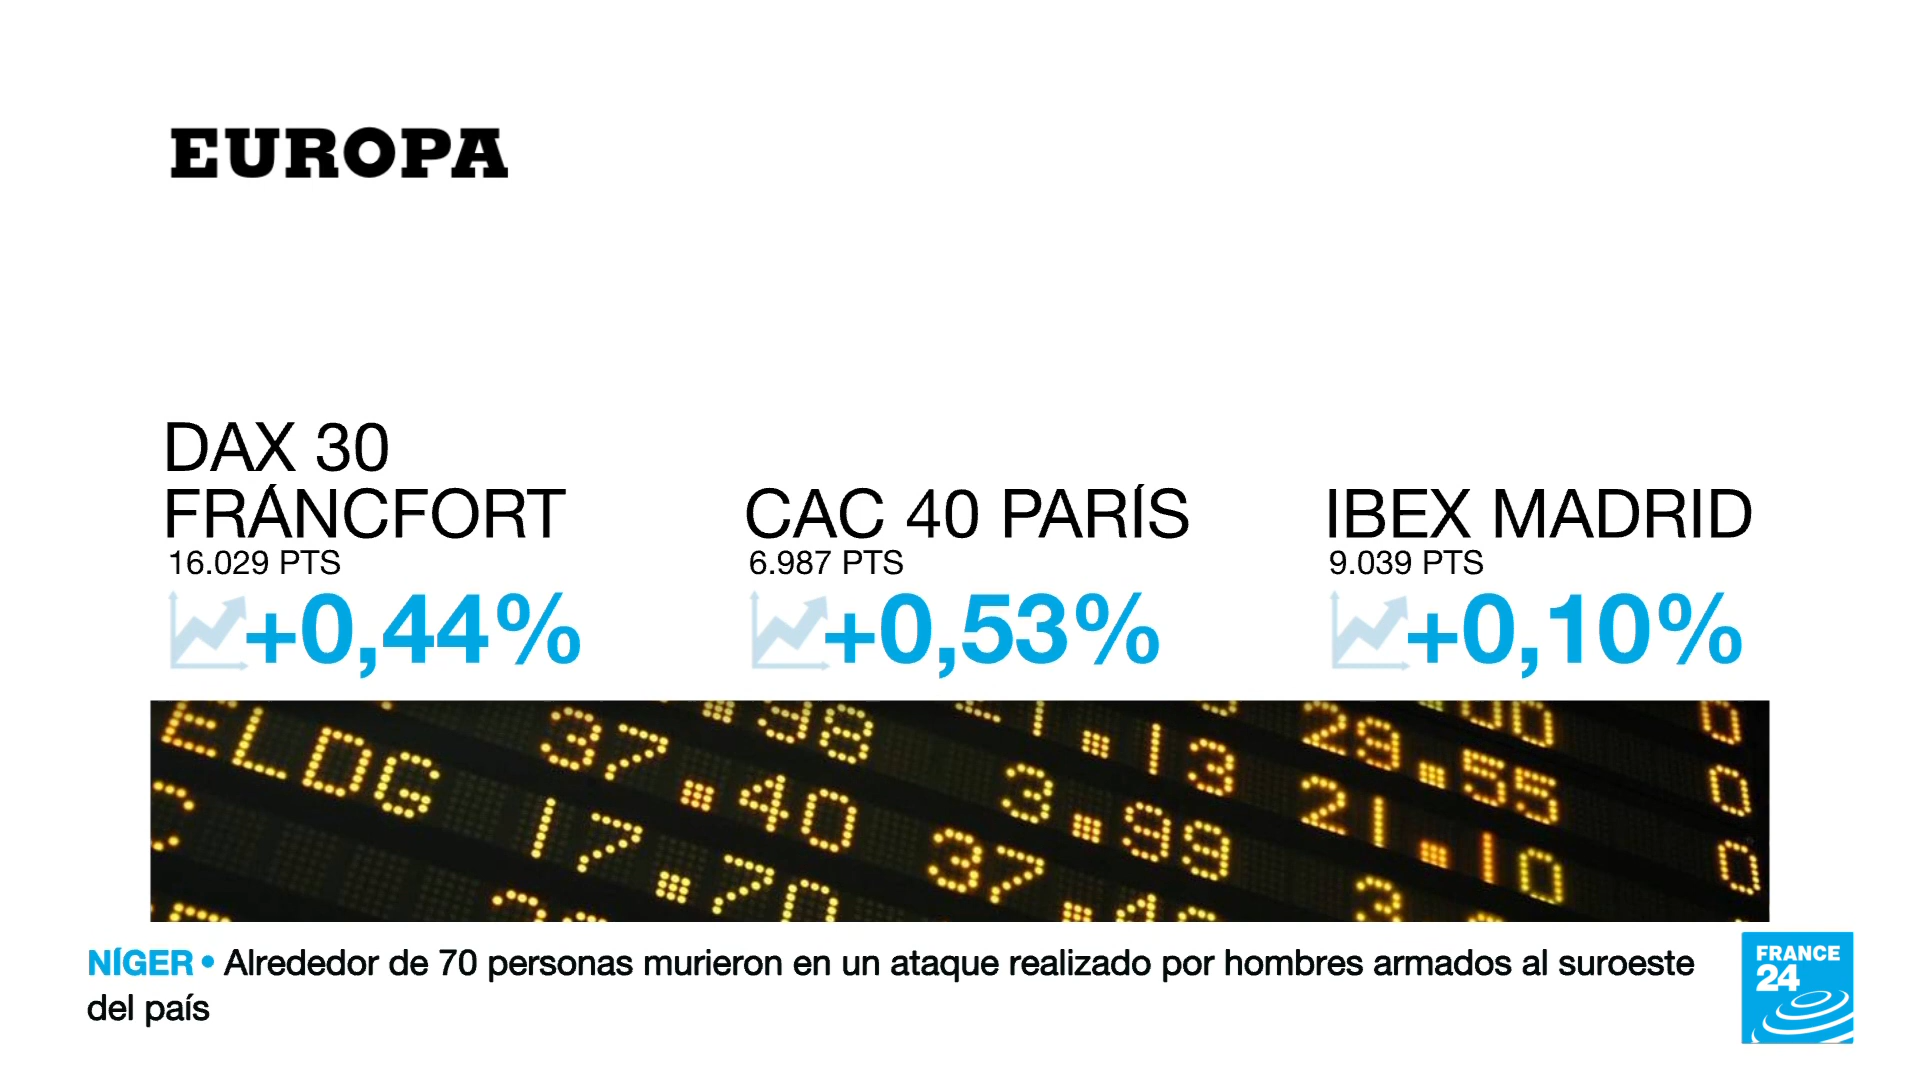 EUROPA
DAX 30
FRÁNCFORT
16.029 PTS
+0,44%
CAC 40 PARÍS
6.987 PTS
+0,53%
IBEX MADRID
9.039 PTS
+0,10%
ELDG 37.40 3.99 21.10 0
17.70 37.
98 1.13 29.55 0
NÍGER • Alrededor de 70 personas murieron en un ataque realizado por hombres armados al suroeste
del país
FRANCE
24